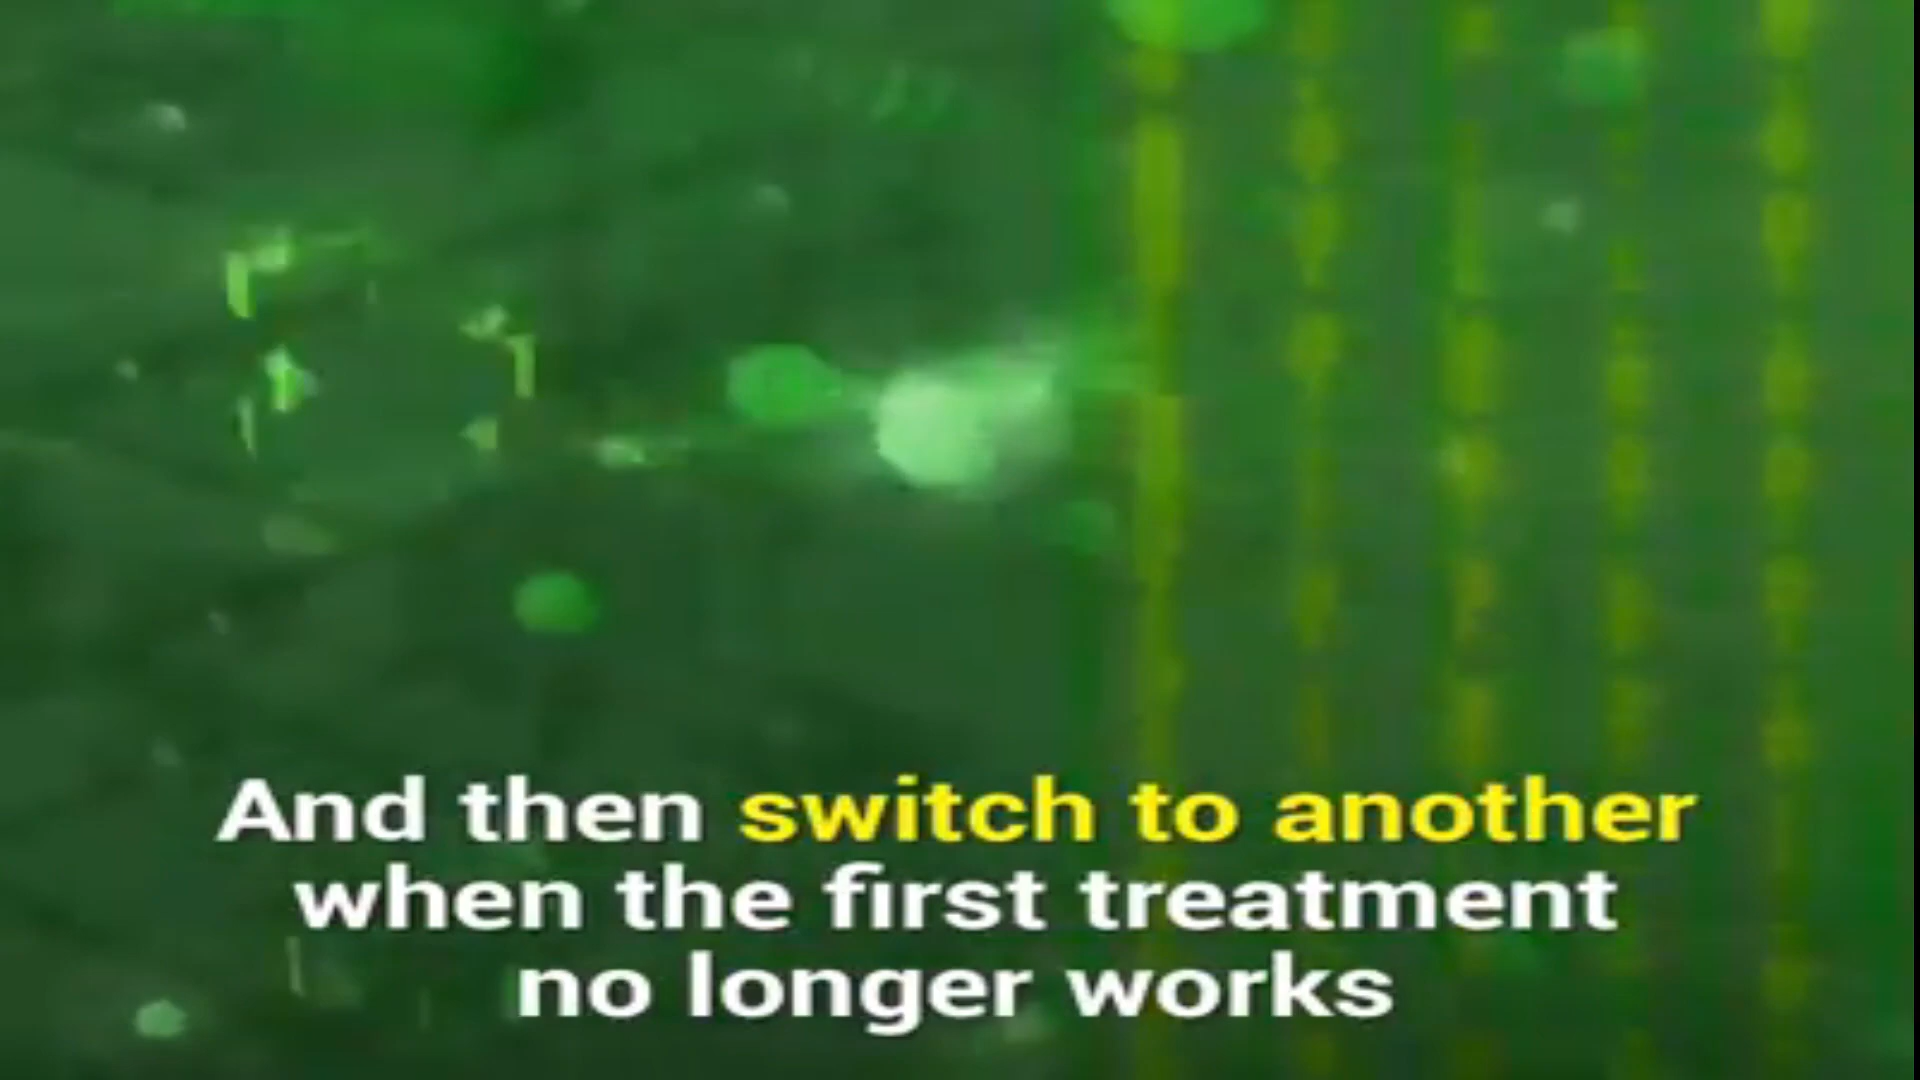 And then switch to another
when the first treatment
no longer works